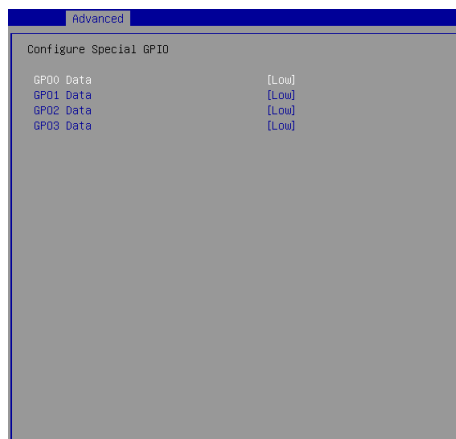 Advanced
Configure Special GPIO
GPO0 Data [Low]
GPO1 Data [Low]
GPO2 Data [Low]
GPO3 Data [Low]